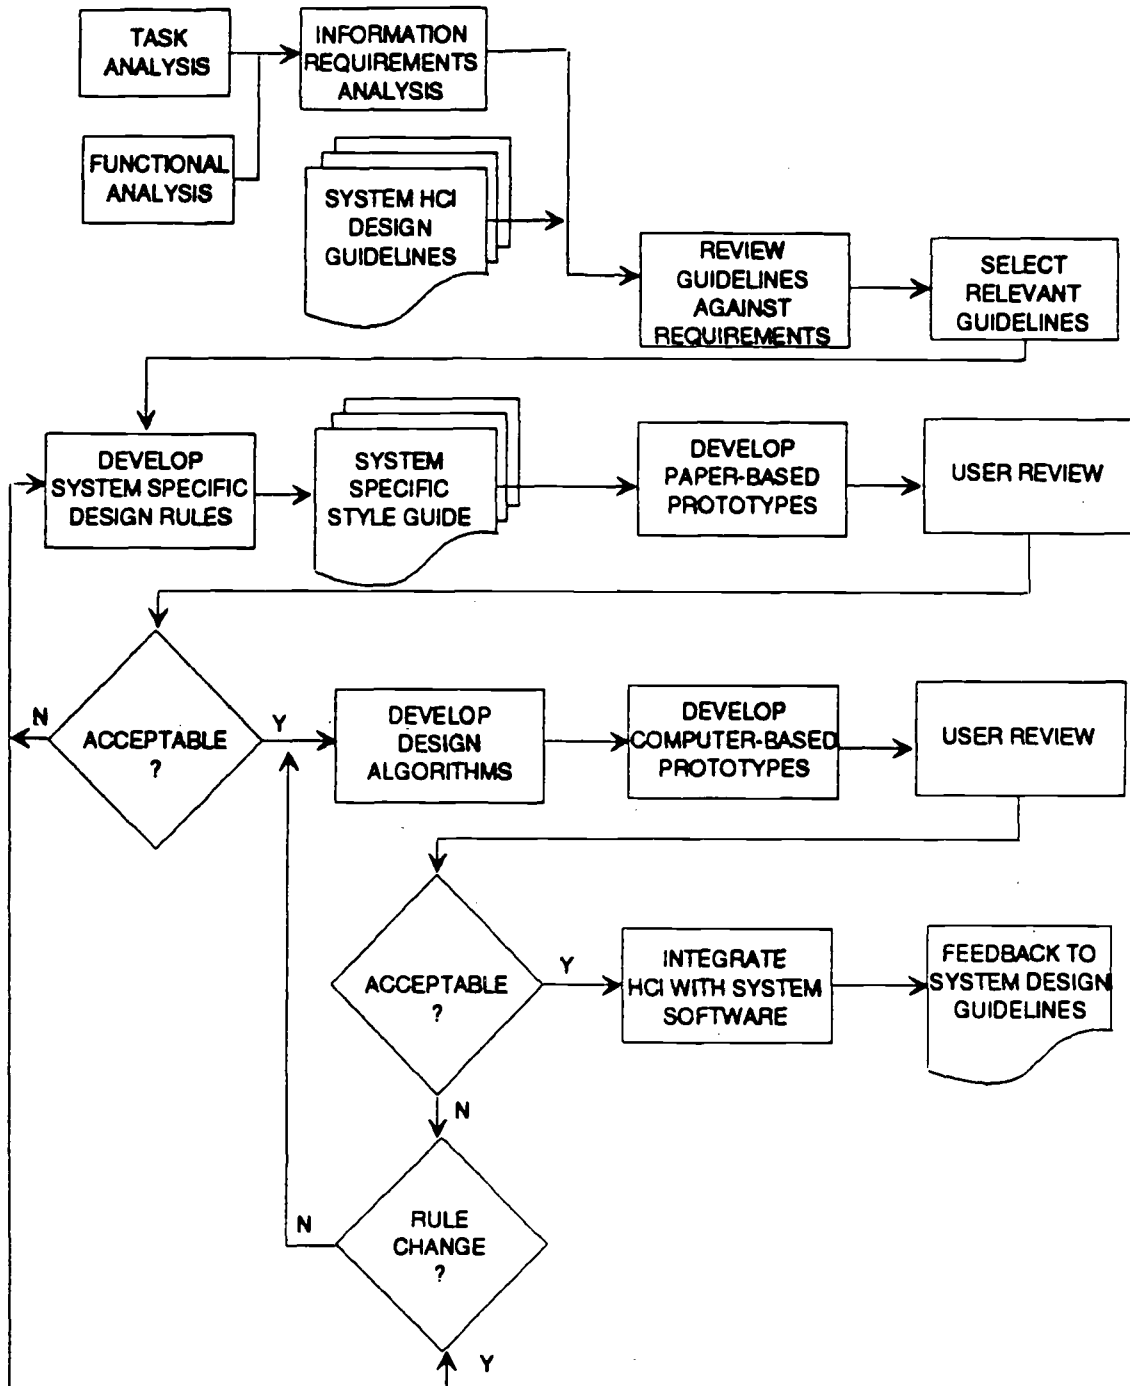 TASK
ANALYSIS
INFORMATION
REQUIREMENTS
ANALYSIS
FUNCTIONAL
ANALYSIS
SYSTEM HCI
DESIGN
GUIDELINES
REVIEW
GUIDELINES
AGAINST
REQUIREMENTS
SELECT
RELEVANT
GUIDELINES
DEVELOP
SYSTEM SPECIFIC
DESIGN RULES
SYSTEM
SPECIFIC
STYLE GUIDE
DEVELOP
PAPER-BASED
PROTOTYPES
USER REVIEW
N
ACCEPTABLE
?
Y
DEVELOP
DESIGN
ALGORITHMS
DEVELOP
COMPUTER-BASED
PROTOTYPES
USER REVIEW
ACCEPTABLE
?
Y
INTEGRATE
HCI WITH SYSTEM
SOFTWARE
FEEDBACK TO
SYSTEM DESIGN
GUIDELINES
N
N
RULE
CHANGE
?
Y